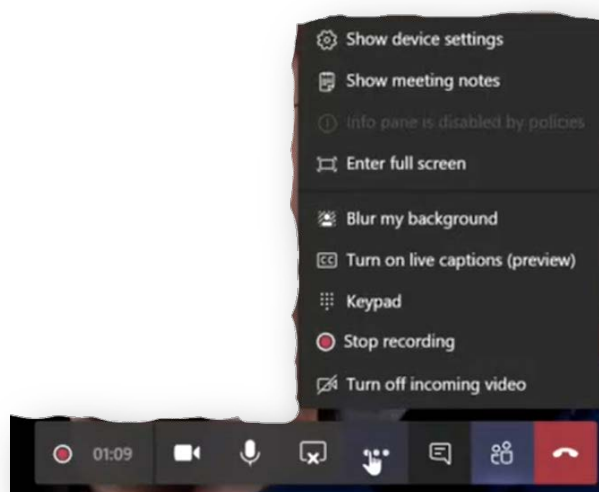 Show device settings
Show meeting notes
Info pane is disabled by policies
Enter full screen
Blur my background
CC Turn on live captions (preview)
Keypad
Stop recording
Turn off incoming video
01:09